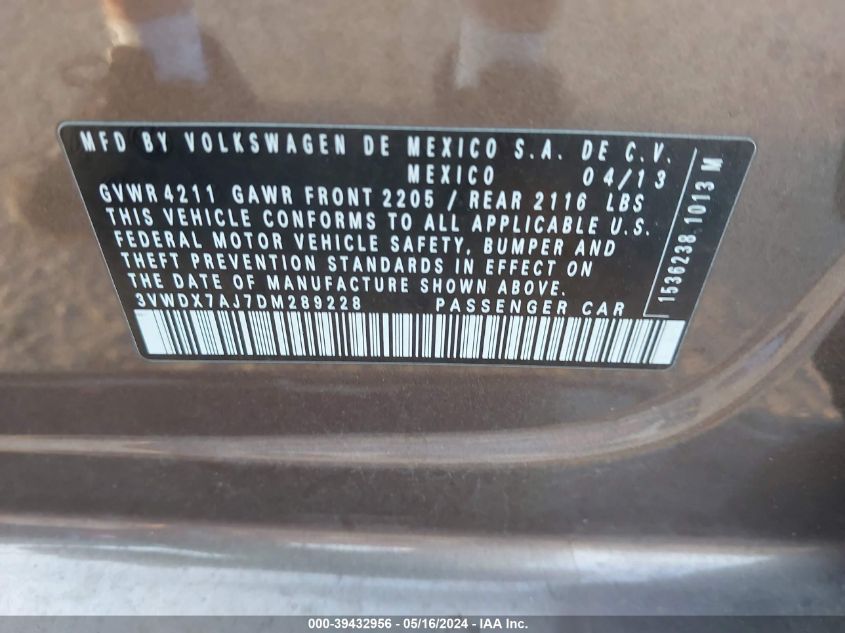 MFD BY VOLKSWAGEN DE MEXICO S.A. DE C.V.
MEXICO 04/13
GVWR 4211 GAWR FRONT 2205 / REAR 2116 LBS
THIS VEHICLE CONFORMS TO ALL APPLICABLE U.S.
FEDERAL MOTOR VEHICLE SAFETY, BUMPER AND
THEFT PREVENTION STANDARDS IN EFFECT ON
THE DATE OF MANUFACTURE SHOWN ABOVE.
3VWDX7AJ7DM289228 PASSENGER CAR
1536238 1013 M
000-39432956 - 05/16/2024 - IAA Inc.